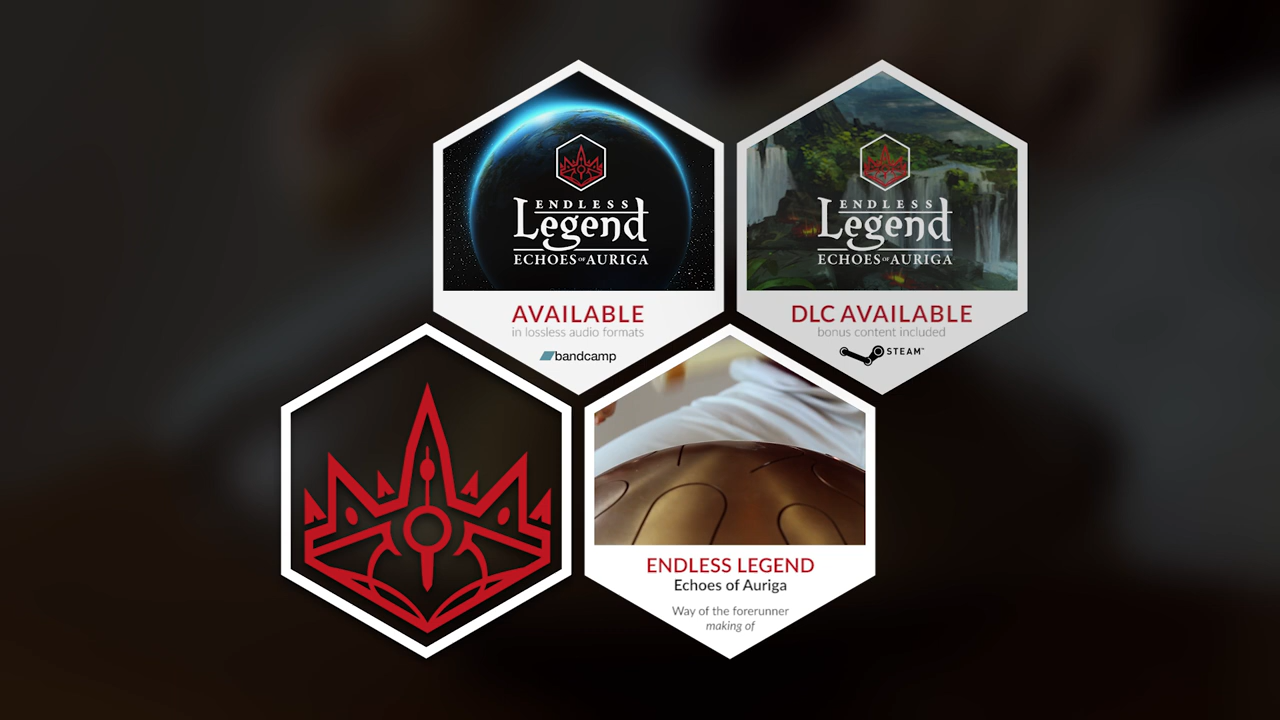 ENDLESS
Legend
ECHOES OF AURIGA
AVAILABLE
in lossless audio formats
bandcamp
ENDLESS
Legend
ECHOES OF AURIGA
DLC AVAILABLE
bonus content included
STEAM™
ENDLESS LEGEND
Echoes of Auriga
Way of the forerunner
making of